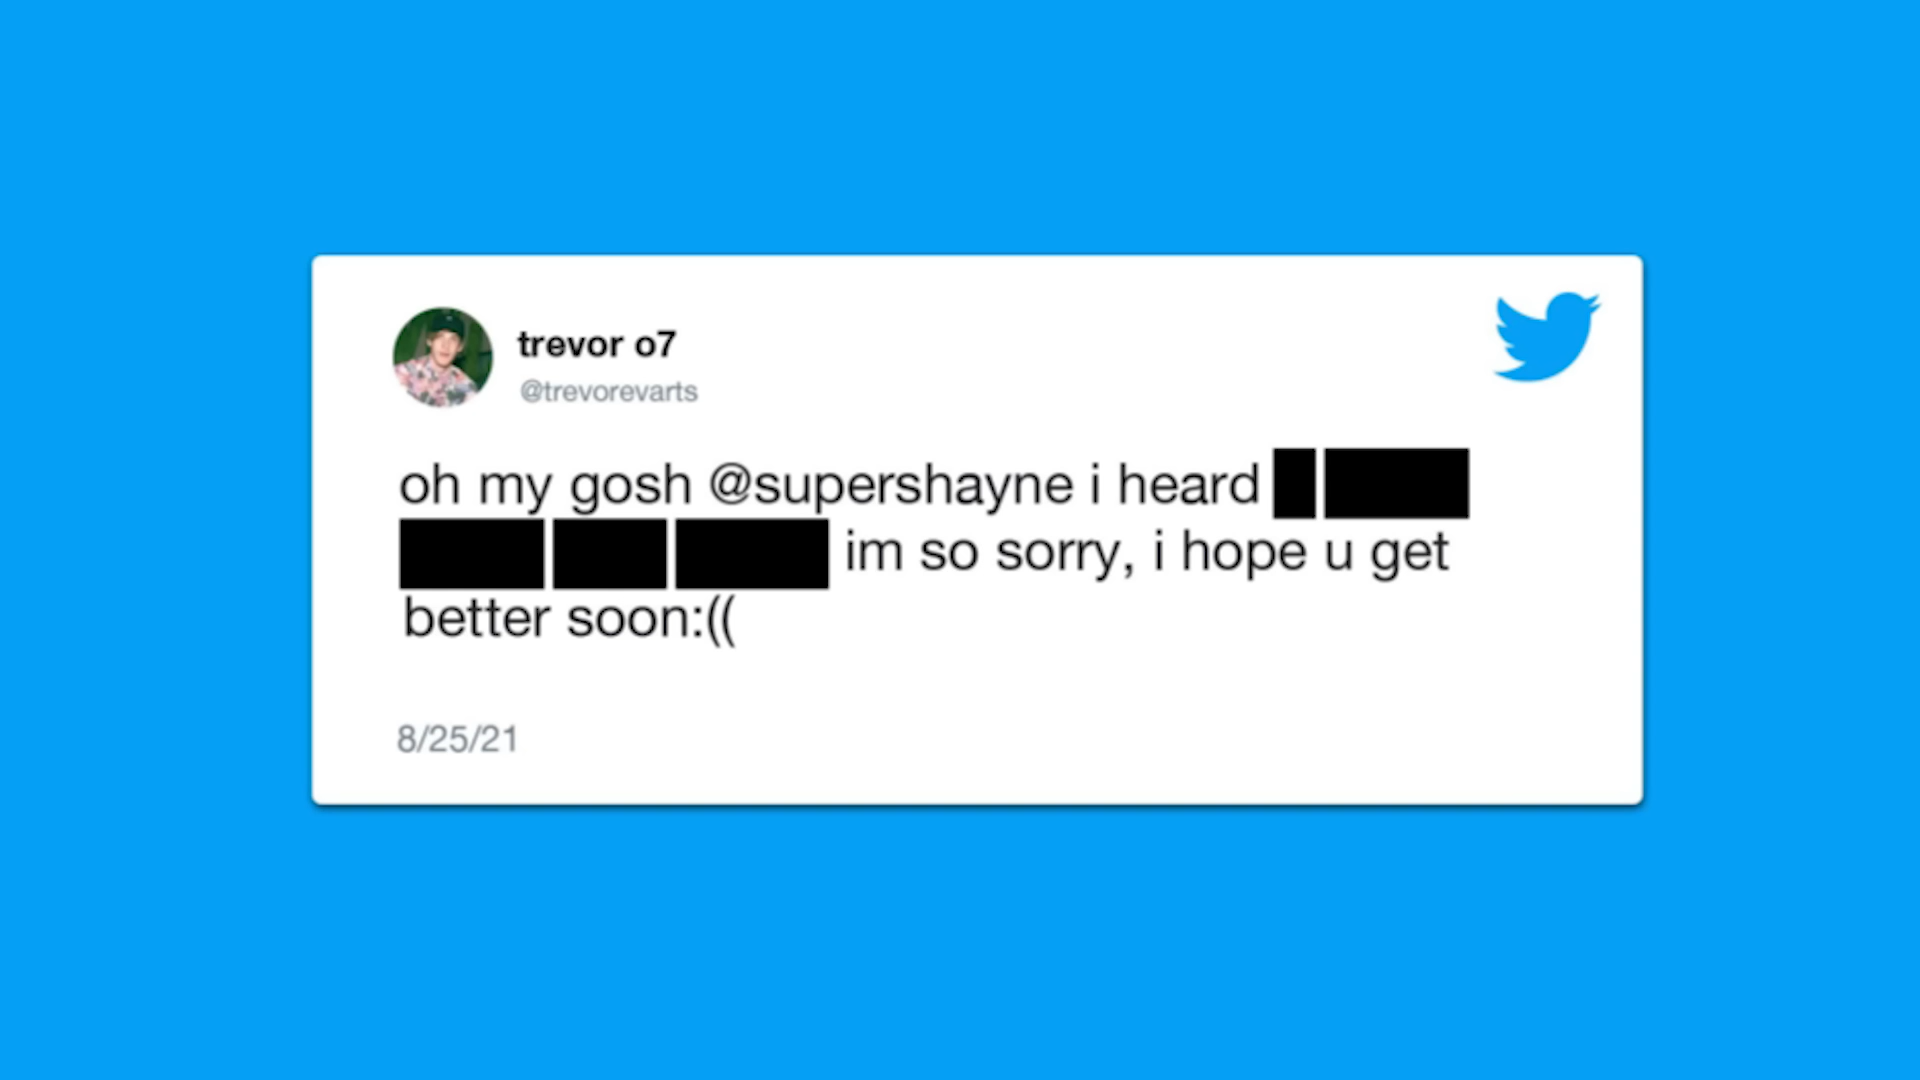 trevor o7
@trevorevarts
oh my gosh @supershayne i heard
im so sorry, i hope u get
better soon:((
8/25/21